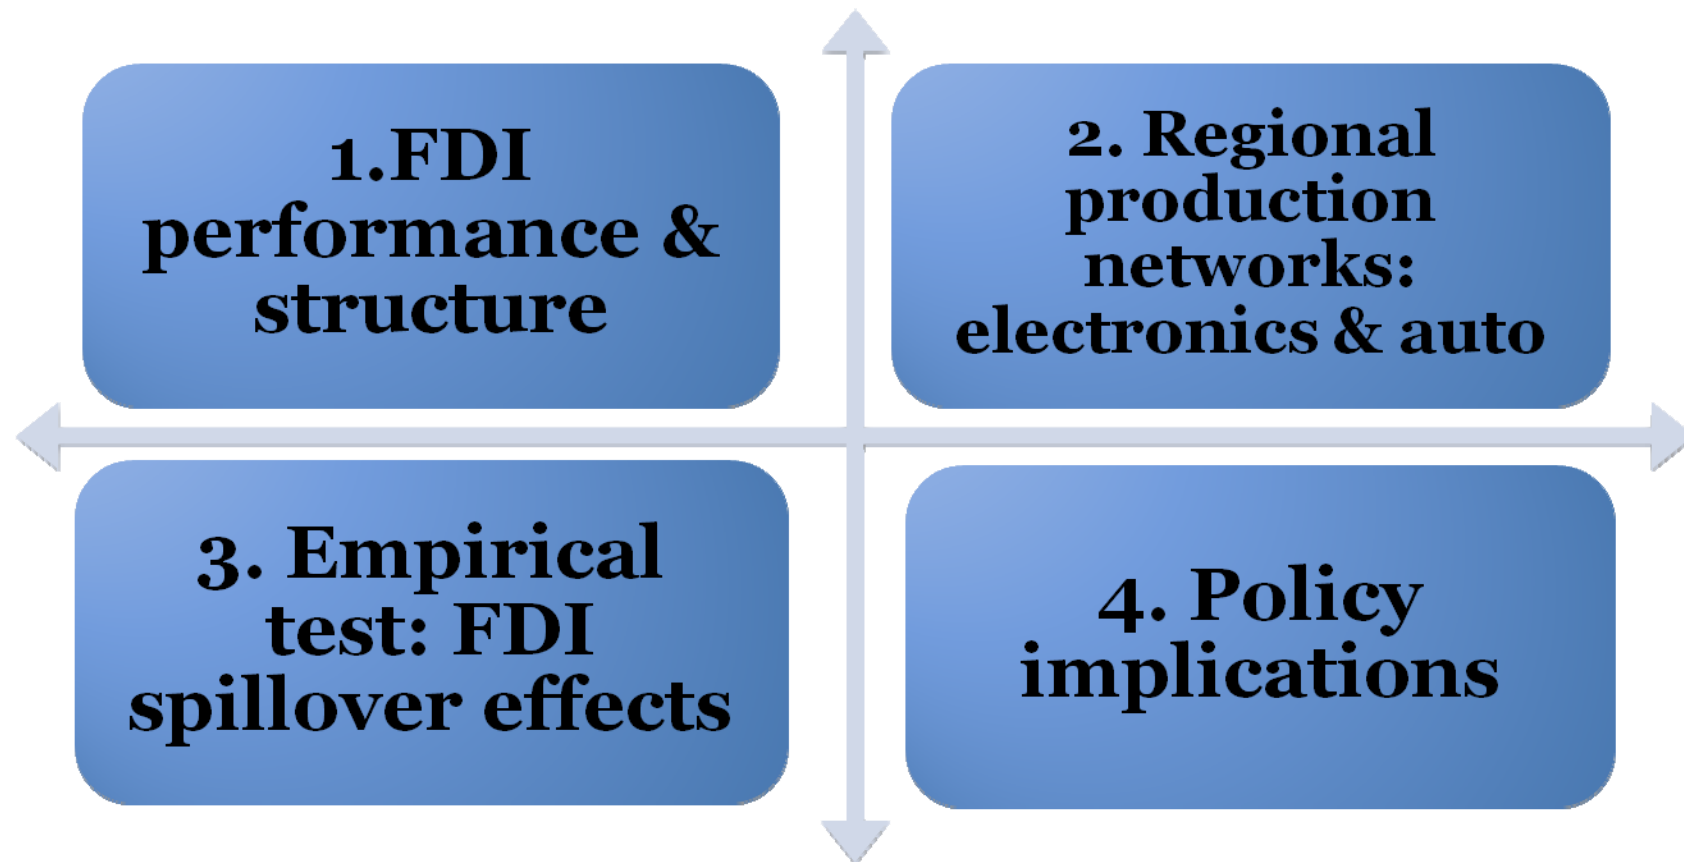 1.FDI
performance &
structure
2. Regional
production
networks:
electronics & auto
3. Empirical
test: FDI
spillover effects
4. Policy
implications